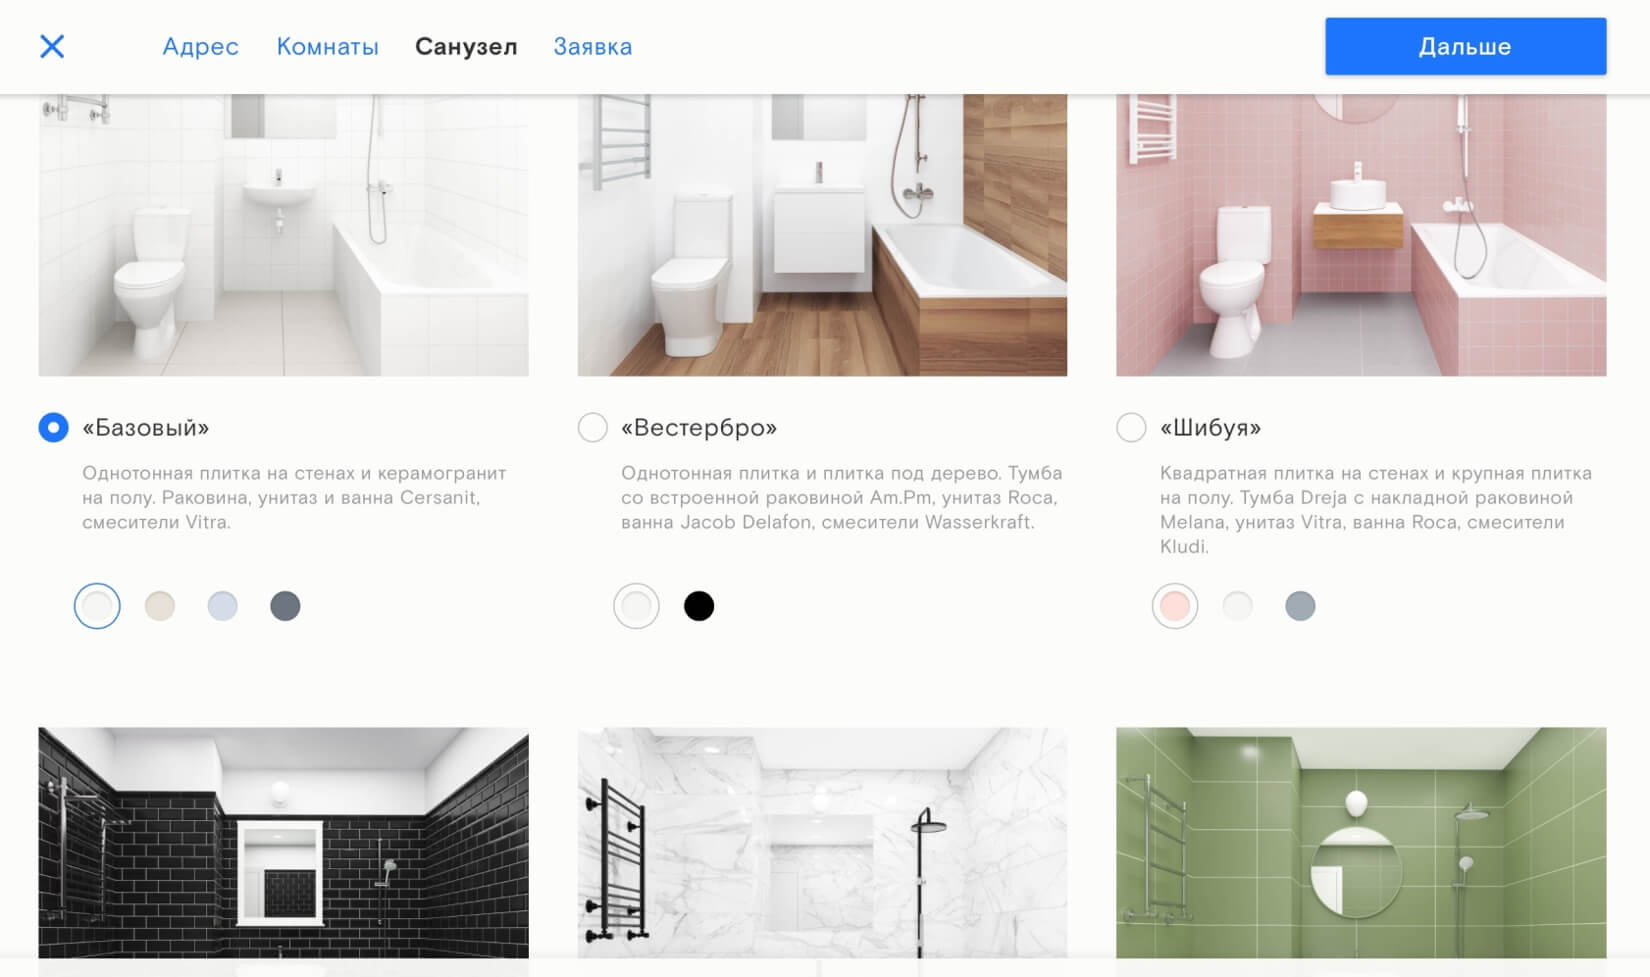 Адрес
Комнаты
Санузел
Заявка
Дальше
«Базовый»
Однотонная плитка на стенах и керамогранит
на полу. Раковина, унитаз и ванна Cersanit,
смесители Vitra.
«Вестербро»
Однотонная плитка и плитка под дерево. Тумба
со встроенной раковиной Am.Pm, унитаз Roca,
ванна Jacob Delafon, смесители Wasserkraft.
«Шибуя»
Квадратная плитка на стенах и крупная плитка
на полу. Тумба Dreja с накладной раковиной
Melana, унитаз Vitra, ванна Roca, смесители
Kludi.